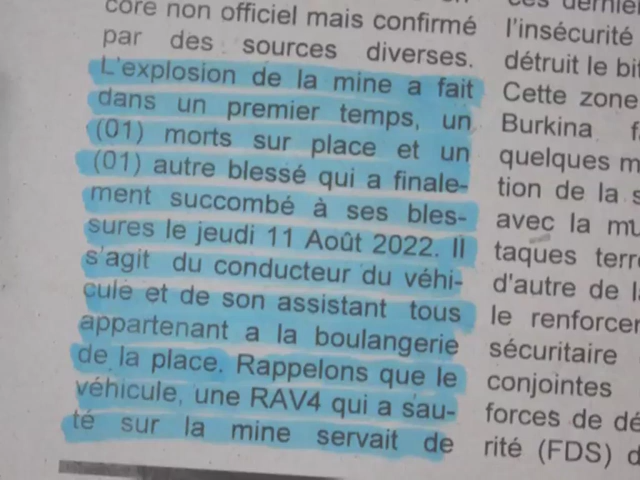 core non officiel mais confirmé
par des sources diverses.
L'explosion de la mine a fait
dans un premier temps, un
(01) morts sur place et un
(01) autre blessé qui a finale-
ment succombé à ses bles-
sures le jeudi 11 Août 2022. Il
s'agit du conducteur du véhi-
cule et de son assistant tous
appartenant a la boulangerie
de la place. Rappelons que le
véhicule, une RAV4 qui a sau-
té sur la mine servait de
l'insécurité
détruit le
Cette zone
Burkina
quelques
tion de la
avec la
taques
d'autre de
le renforcer
sécuritaire
conjointes
forces de
rité (FDS)